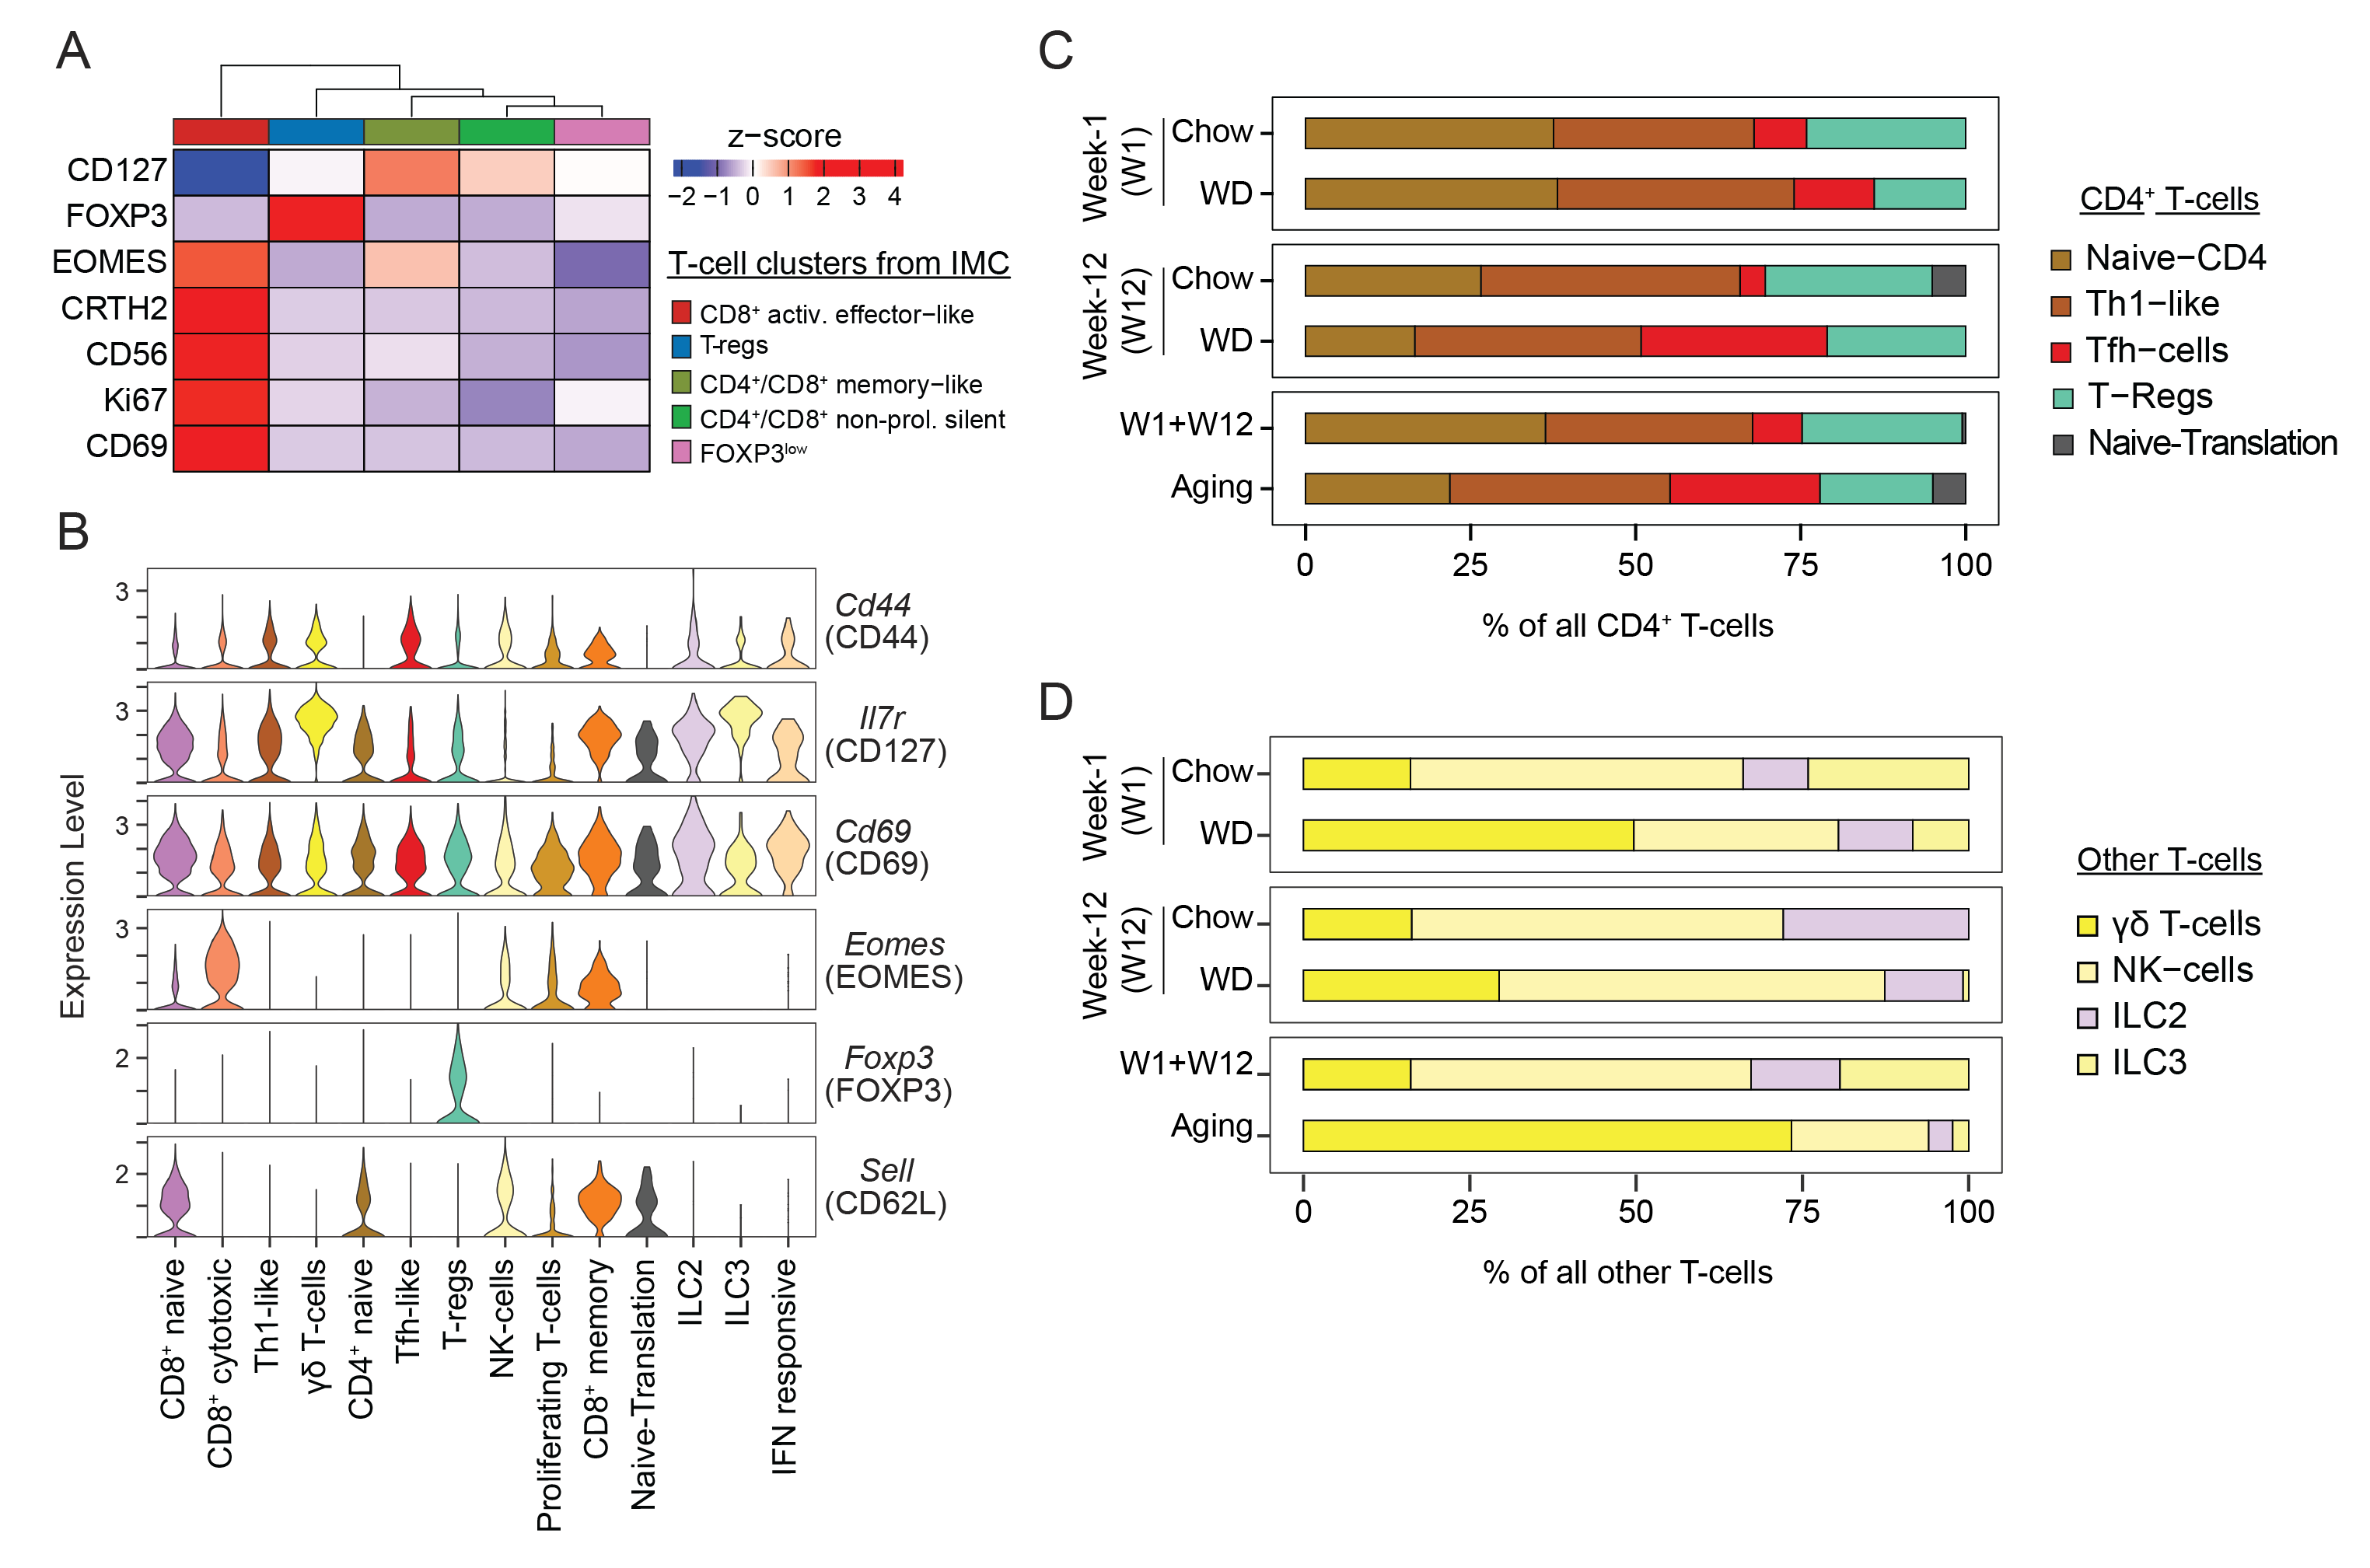 A
CD127
FOXP3
EOMES
CRTH2
CD56
Ki67
CD69
z−score
−2 −1 0 1 2 3 4
T-cell clusters from IMC
CD8⁺ activ. effector−like
T-regs
CD4⁺/CD8⁺ memory−like
CD4⁺/CD8⁺ non-prol. silent
FOXP3ˡᵒʷ
B
Expression Level
3
Cd44
(CD44)
3
Il7r
(CD127)
3
Cd69
(CD69)
3
Eomes
(EOMES)
2
Foxp3
(FOXP3)
2
Sell
(CD62L)
CD8⁺ naive
CD8⁺ cytotoxic
Th1-like
γδ T-cells
CD4⁺ naive
Tfh-like
T-regs
NK-cells
Proliferating T-cells
CD8⁺ memory
Naive-Translation
ILC2
ILC3
IFN responsive
C
Week-1
(W1)
Chow
WD
Week-12
(W12)
Chow
WD
W1+W12
Aging
0 25 50 75 100
% of all CD4⁺ T-cells
CD4⁺ T-cells
Naive−CD4
Th1−like
Tfh−cells
T−Regs
Naive-Translation
D
Week-1
(W1)
Chow
WD
Week-12
(W12)
Chow
WD
W1+W12
Aging
0 25 50 75 100
% of all other T-cells
Other T-cells
γδ T-cells
NK−cells
ILC2
ILC3